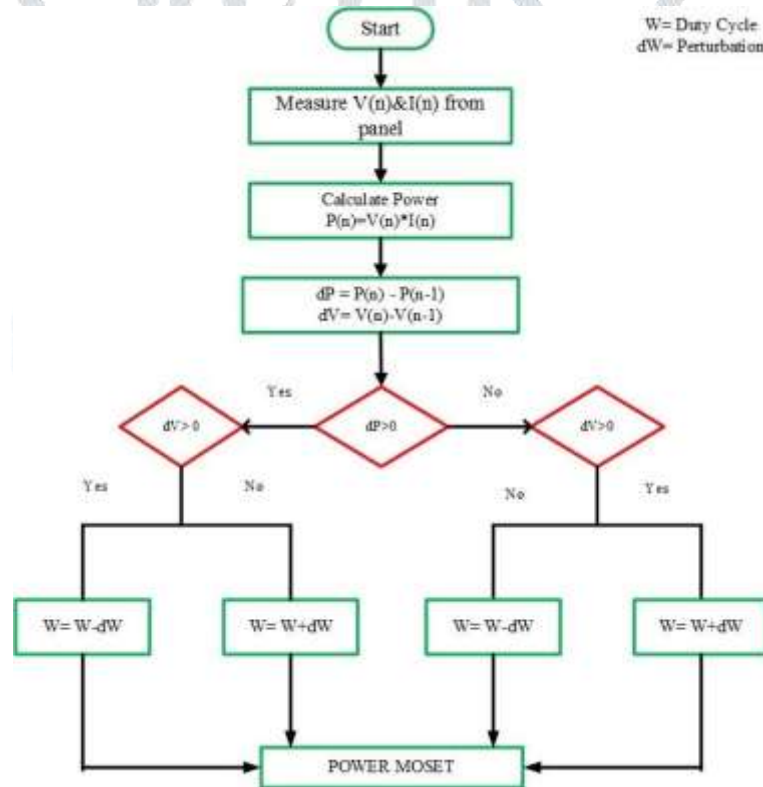 Start
W= Duty Cycle
dW= Perturbation
Measure V(n)&I(n) from
panel
Calculate Power
P(n)=V(n)*I(n)
dP = P(n) - P(n-1)
dV= V(n)-V(n-1)
Yes
No
dV> 0
dP>0
dV>0
Yes
No
No
Yes
W= W-dW
W= W+dW
W= W-dW
W= W+dW
POWER MOSET